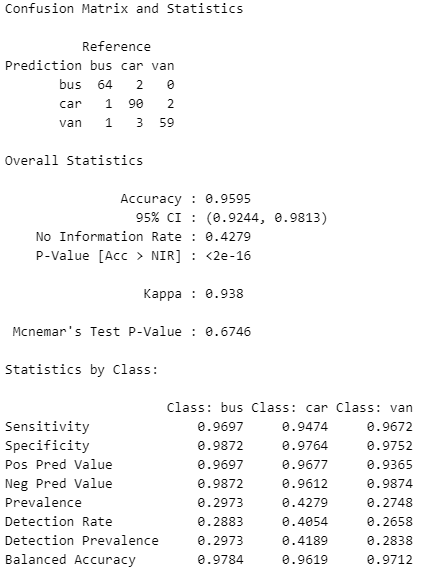 Confusion Matrix and Statistics
Reference
Prediction bus car van
bus 64 2 0
car 1 90 2
van 1 3 59
Overall Statistics
Accuracy : 0.9595
95% CI : (0.9244, 0.9813)
No Information Rate : 0.4279
P-Value [Acc > NIR] : <2e-16
Kappa : 0.938
Mcnemar's Test P-Value : 0.6746
Statistics by Class:
Class: bus Class: car Class: van
Sensitivity 0.9697 0.9474 0.9672
Specificity 0.9872 0.9764 0.9752
Pos Pred Value 0.9697 0.9677 0.9365
Neg Pred Value 0.9872 0.9612 0.9874
Prevalence 0.2973 0.4279 0.2748
Detection Rate 0.2883 0.4054 0.2658
Detection Prevalence 0.2973 0.4189 0.2838
Balanced Accuracy 0.9784 0.9619 0.9712